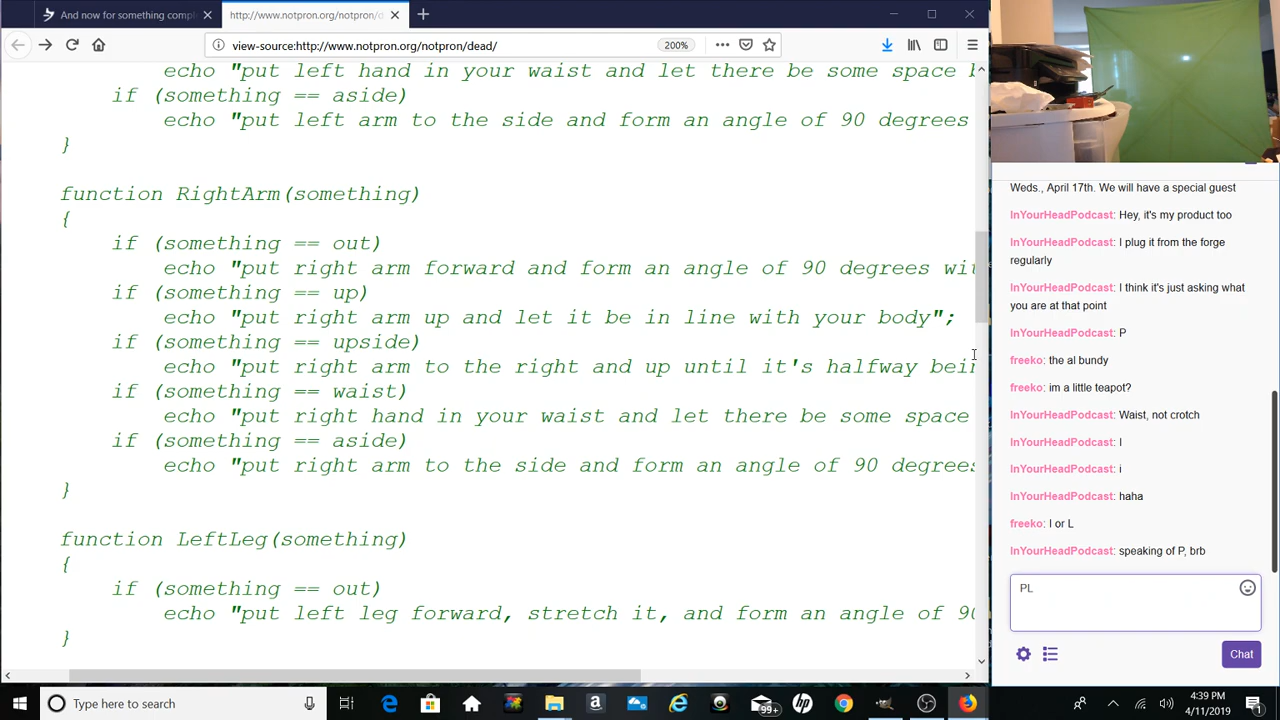 And now for something compl
http://www.notpron.org/notpron/d
view-source:http://www.notpron.org/notpron/dead/
200%
echo "put left hand in your waist and let there be some space b
if (something == aside)
echo "put left arm to the side and form an angle of 90 degrees
}
function RightArm(something)
{
if (something == out)
echo "put right arm forward and form an angle of 90 degrees wit
if (something == up)
echo "put right arm up and let it be in line with your body";
if (something == upside)
echo "put right arm to the right and up until it's halfway bein
if (something == waist)
echo "put right hand in your waist and let there be some space
if (something == aside)
echo "put right arm to the side and form an angle of 90 degrees
}
function LeftLeg(something)
{
if (something == out)
echo "put left leg forward, stretch it, and form an angle of 90
}
Weds., April 17th. We will have a special guest
InYourHeadPodcast: Hey, it's my product too
InYourHeadPodcast: I plug it from the forge
regularly
InYourHeadPodcast: I think it's just asking what
you are at that point
InYourHeadPodcast: P
freeko: the al bundy
freeko: im a little teapot?
InYourHeadPodcast: Waist, not crotch
InYourHeadPodcast: I
InYourHeadPodcast: i
InYourHeadPodcast: haha
freeko: I or L
InYourHeadPodcast: speaking of P, brb
PL
Chat
Type here to search
99+
4:39 PM
4/11/2019
1